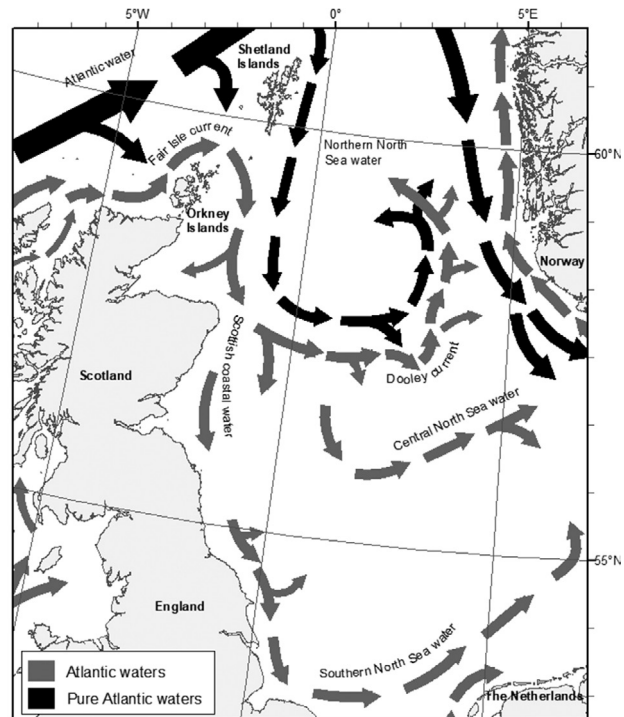 5°W
0°
5°E
Shetland
Islands
Atlantic water
Fair Isle current
Northern North
Sea water
60°N
Orkney
Islands
Norway
Scottish coastal water
Scotland
Dooley current
Central North Sea water
55°N
England
Southern North Sea water
Atlantic waters
Pure Atlantic waters
The Netherlands